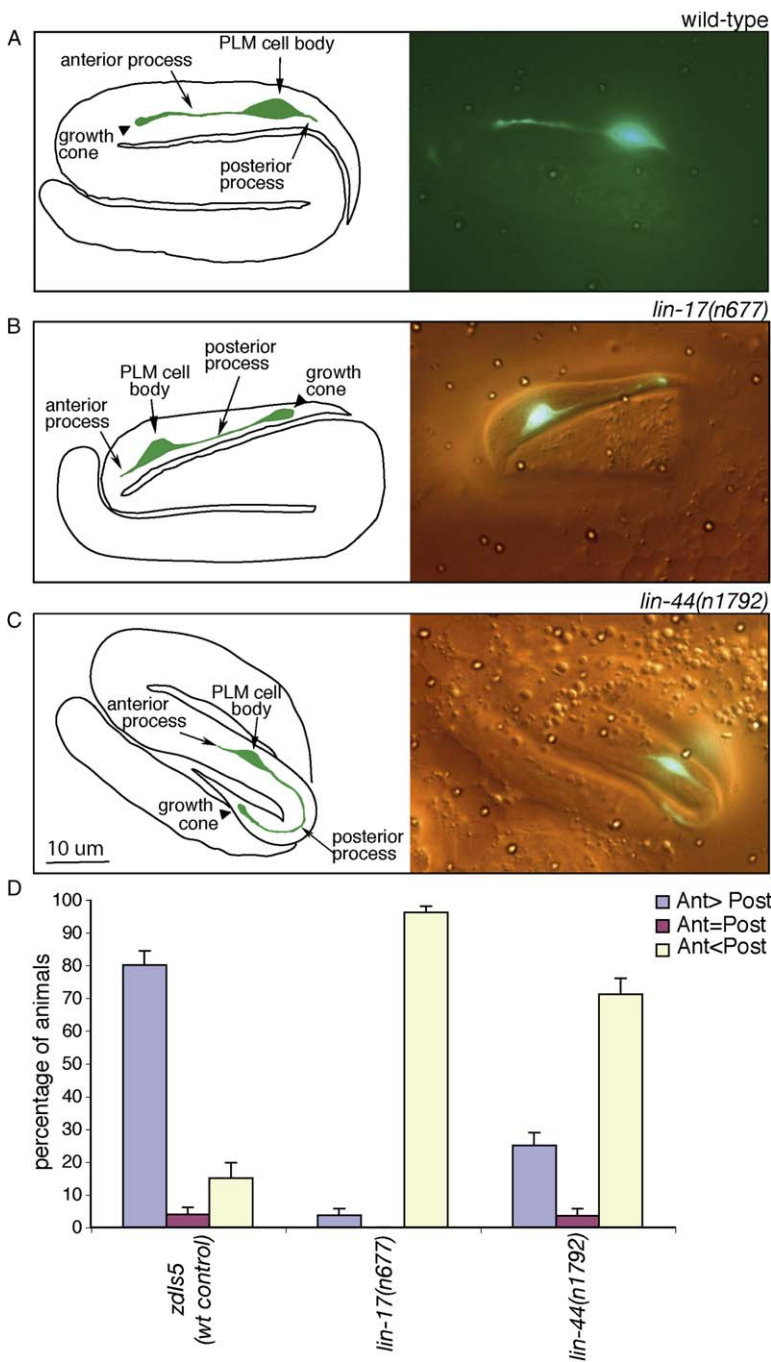 A
wild-type
PLM cell body
anterior process
growth
cone
posterior
process
B
lin-17(n677)
posterior
process
growth
cone
PLM cell
body
anterior
process
C
lin-44(n1792)
PLM cell
body
anterior
process
growth
cone
posterior
process
10 um
D
percentage of animals
100
90
80
70
60
50
40
30
20
10
0
Ant> Post
Ant=Post
Ant<Post
zdIs5
(wt control)
lin-17(n677)
lin-44(n1792)